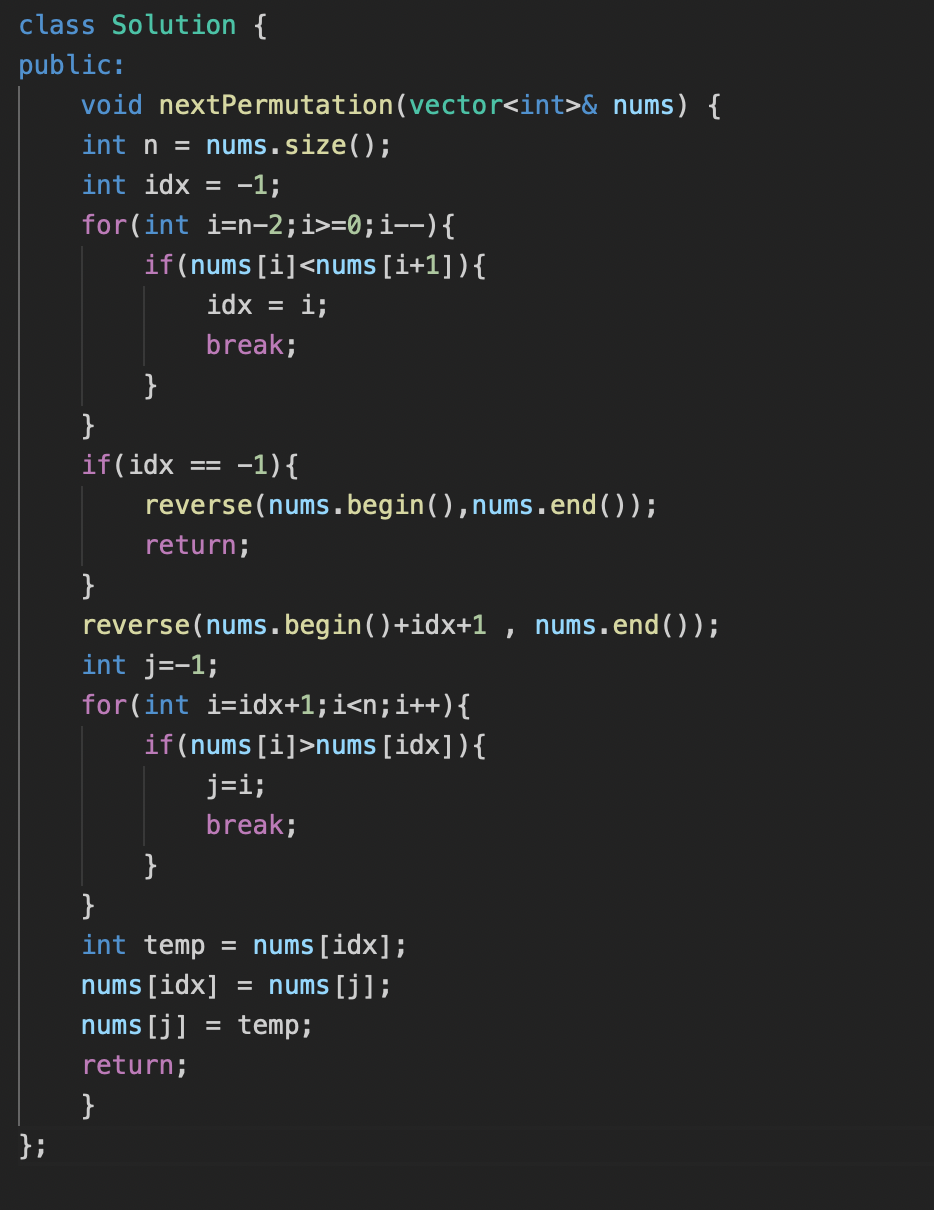 class Solution {
public:
    void nextPermutation(vector<int>& nums) {
    int n = nums.size();
    int idx = -1;
    for(int i=n-2;i>=0;i--){
        if(nums[i]<nums[i+1]){
            idx = i;
            break;
        }
    }
    if(idx == -1){
        reverse(nums.begin(),nums.end());
        return;
    }
    reverse(nums.begin()+idx+1 , nums.end());
    int j=-1;
    for(int i=idx+1;i<n;i++){
        if(nums[i]>nums[idx]){
            j=i;
            break;
        }
    }
    int temp = nums[idx];
    nums[idx] = nums[j];
    nums[j] = temp;
    return;
    }
};